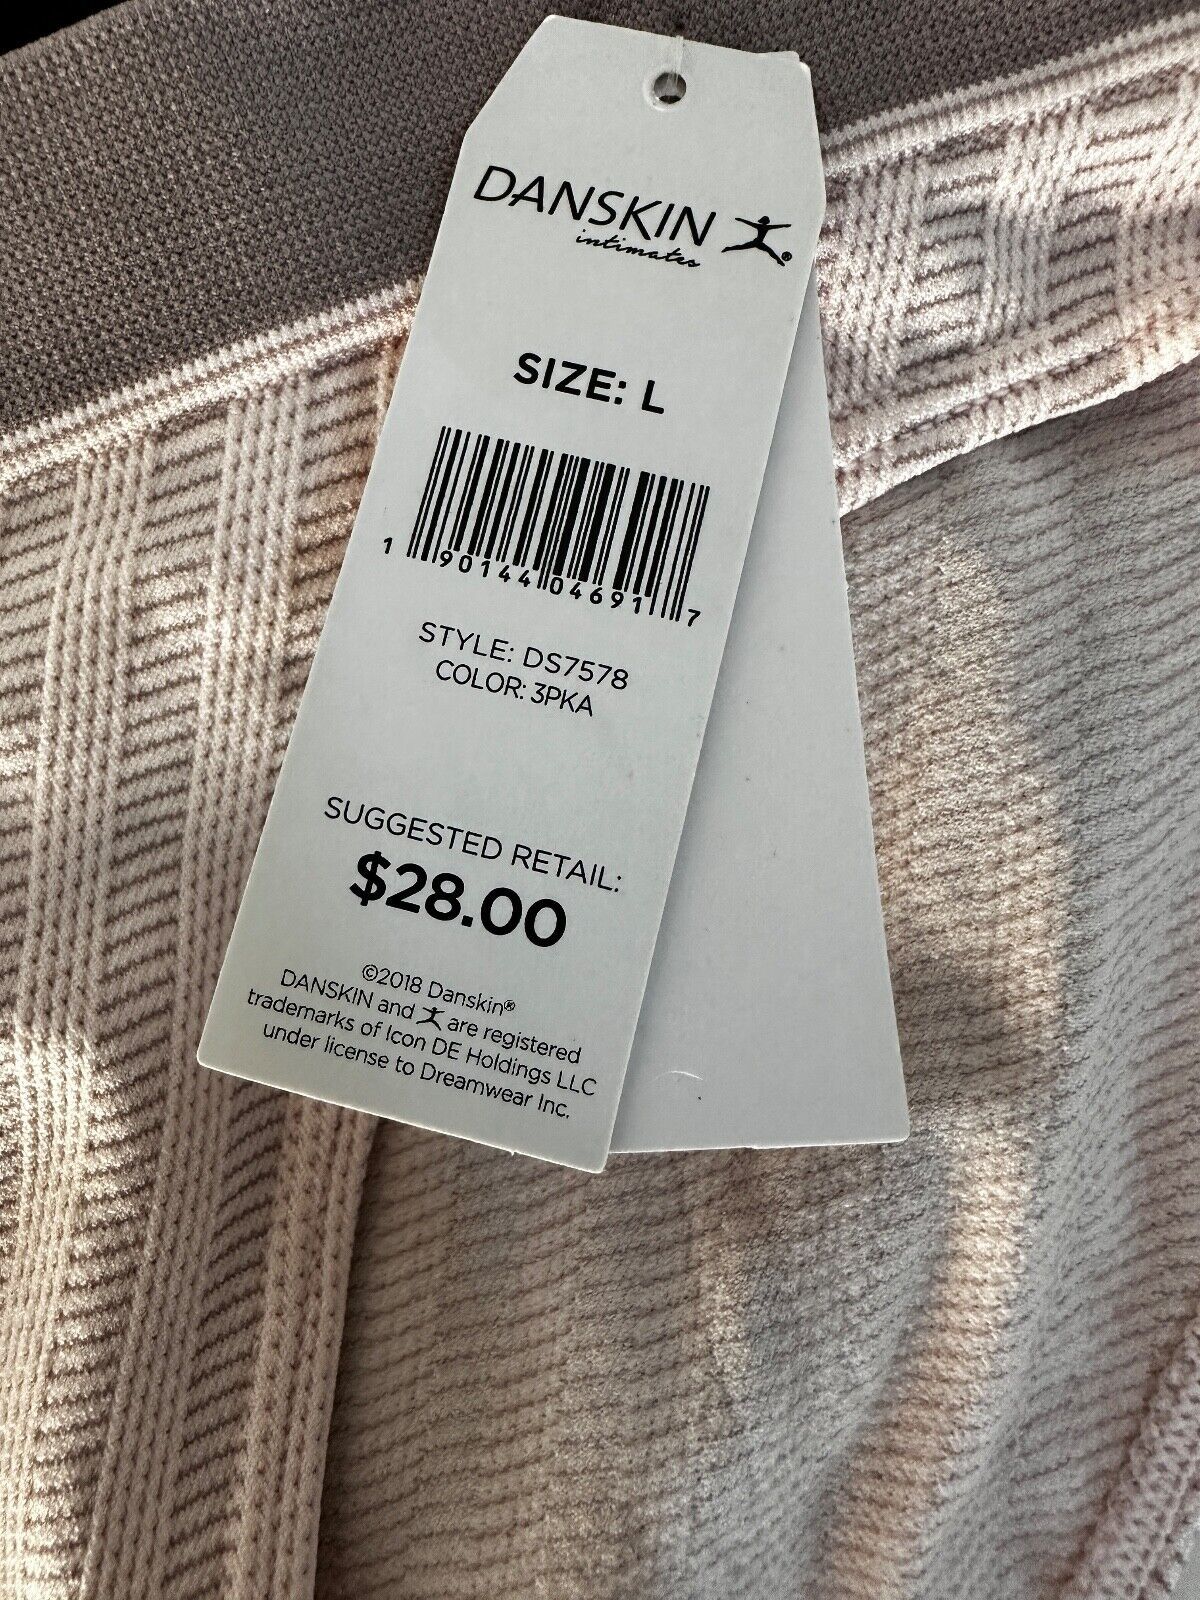 DANSKIN
intimates ®
SIZE: L
1 90144 04691 7
STYLE: DS7578
COLOR: 3PKA
SUGGESTED RETAIL:
$28.00
©2018 Danskin®
DANSKIN and are registered
trademarks of Icon DE Holdings LLC
under license to Dreamwear Inc.